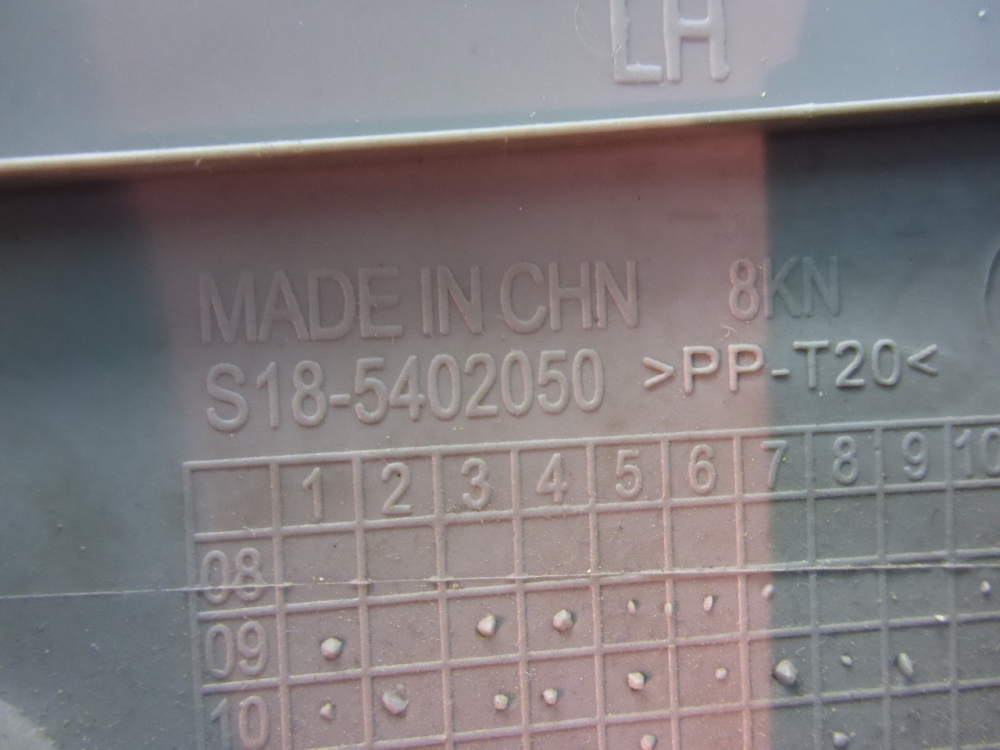 LH
MADE IN CHN 8KN
S18-5402050 >PP-T20<
1 2 3 4 5 6 7 8 9 10
08
09
10